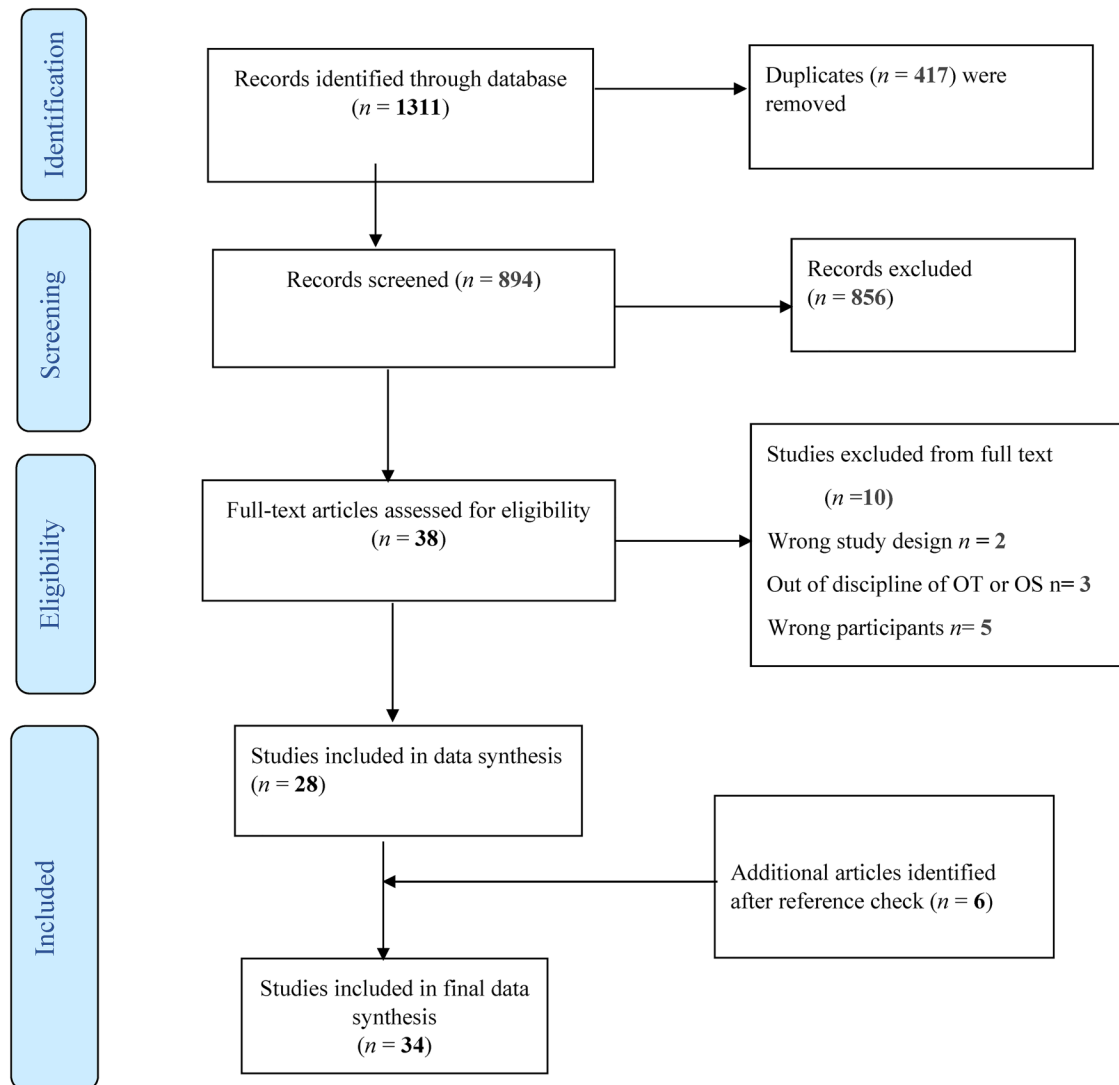 Identification
Records identified through database
(n = 1311)
Duplicates (n = 417) were
removed
Screening
Records screened (n = 894)
Records excluded
(n = 856)
Eligibility
Full-text articles assessed for eligibility
(n = 38)
Studies excluded from full text
(n =10)
Wrong study design n = 2
Out of discipline of OT or OS n= 3
Wrong participants n= 5
Included
Studies included in data synthesis
(n = 28)
Additional articles identified
after reference check (n = 6)
Studies included in final data
synthesis
(n = 34)